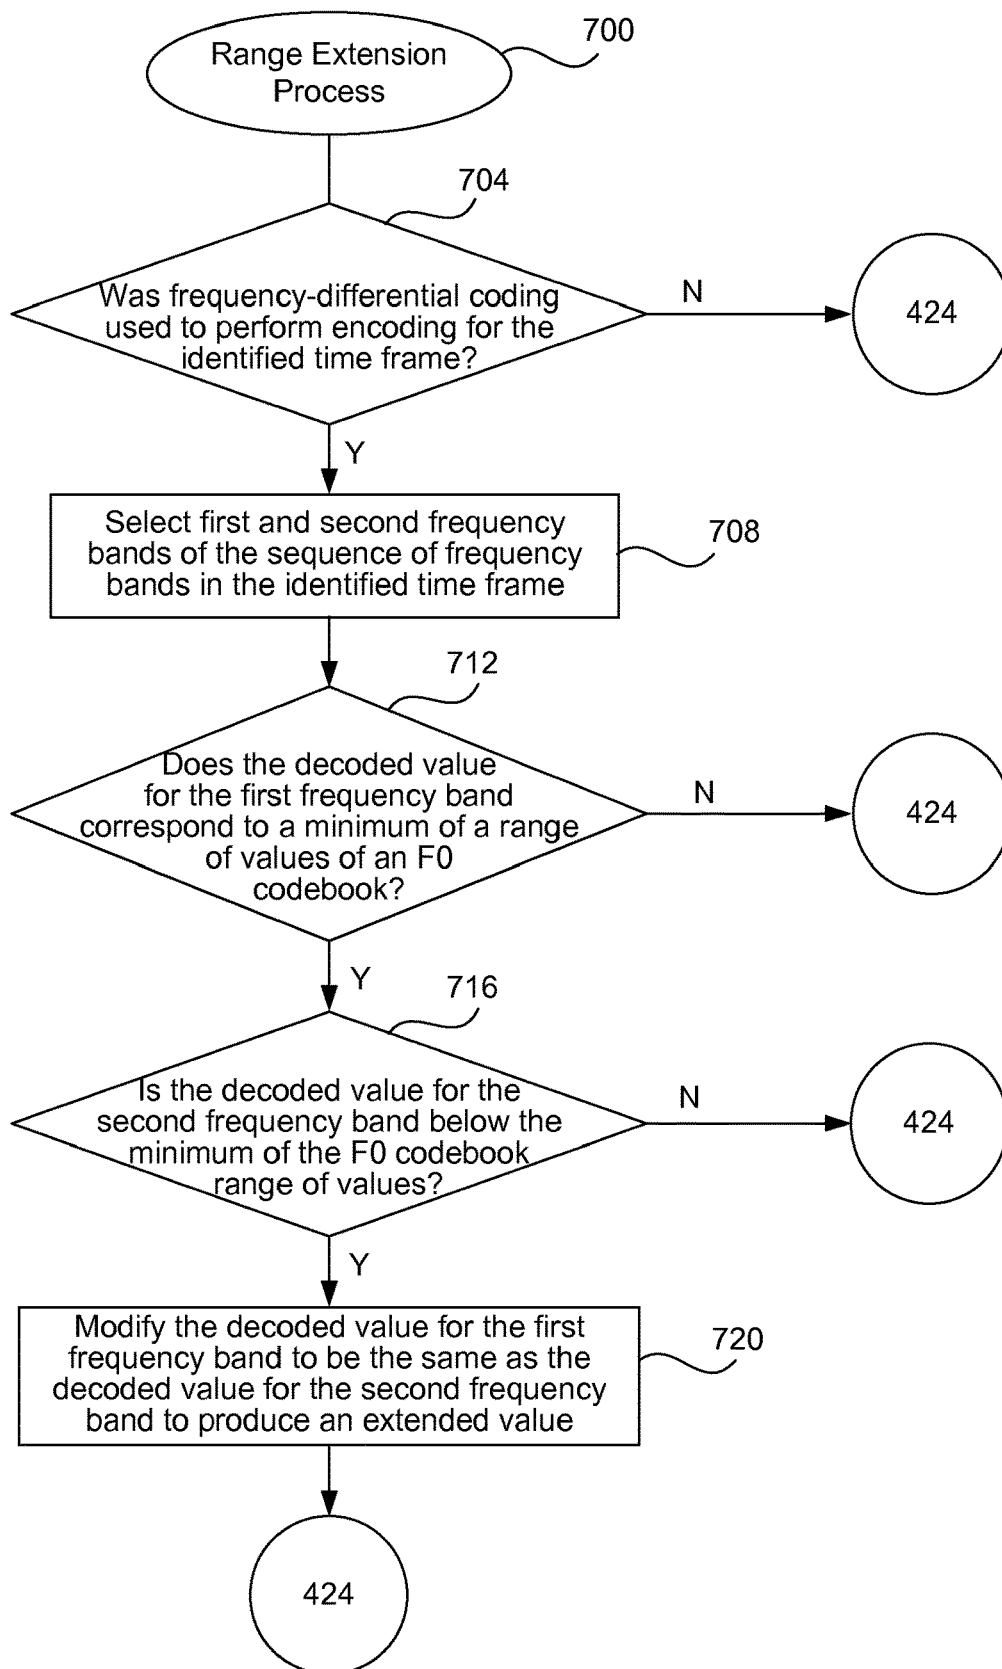 Range Extension
Process
700
704
Was frequency-differential coding
used to perform encoding for the
identified time frame?
N
424
Y
Select first and second frequency
bands of the sequence of frequency
bands in the identified time frame
708
712
Does the decoded value
for the first frequency band
correspond to a minimum of a range
of values of an F0
codebook?
N
424
Y
716
Is the decoded value for the
second frequency band below the
minimum of the F0 codebook
range of values?
N
424
Y
Modify the decoded value for the first
frequency band to be the same as the
decoded value for the second frequency
band to produce an extended value
720
424